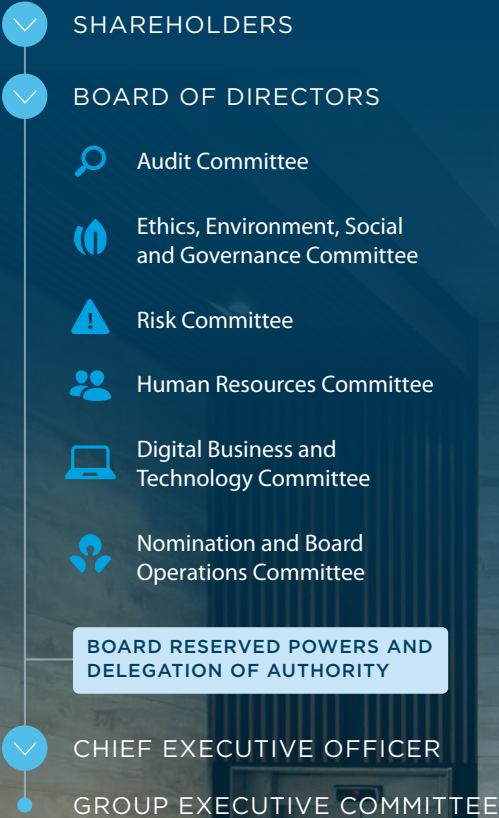 SHAREHOLDERS
BOARD OF DIRECTORS
Audit Committee
Ethics, Environment, Social
and Governance Committee
Risk Committee
Human Resources Committee
Digital Business and
Technology Committee
Nomination and Board
Operations Committee
BOARD RESERVED POWERS AND
DELEGATION OF AUTHORITY
CHIEF EXECUTIVE OFFICER
GROUP EXECUTIVE COMMITTEE